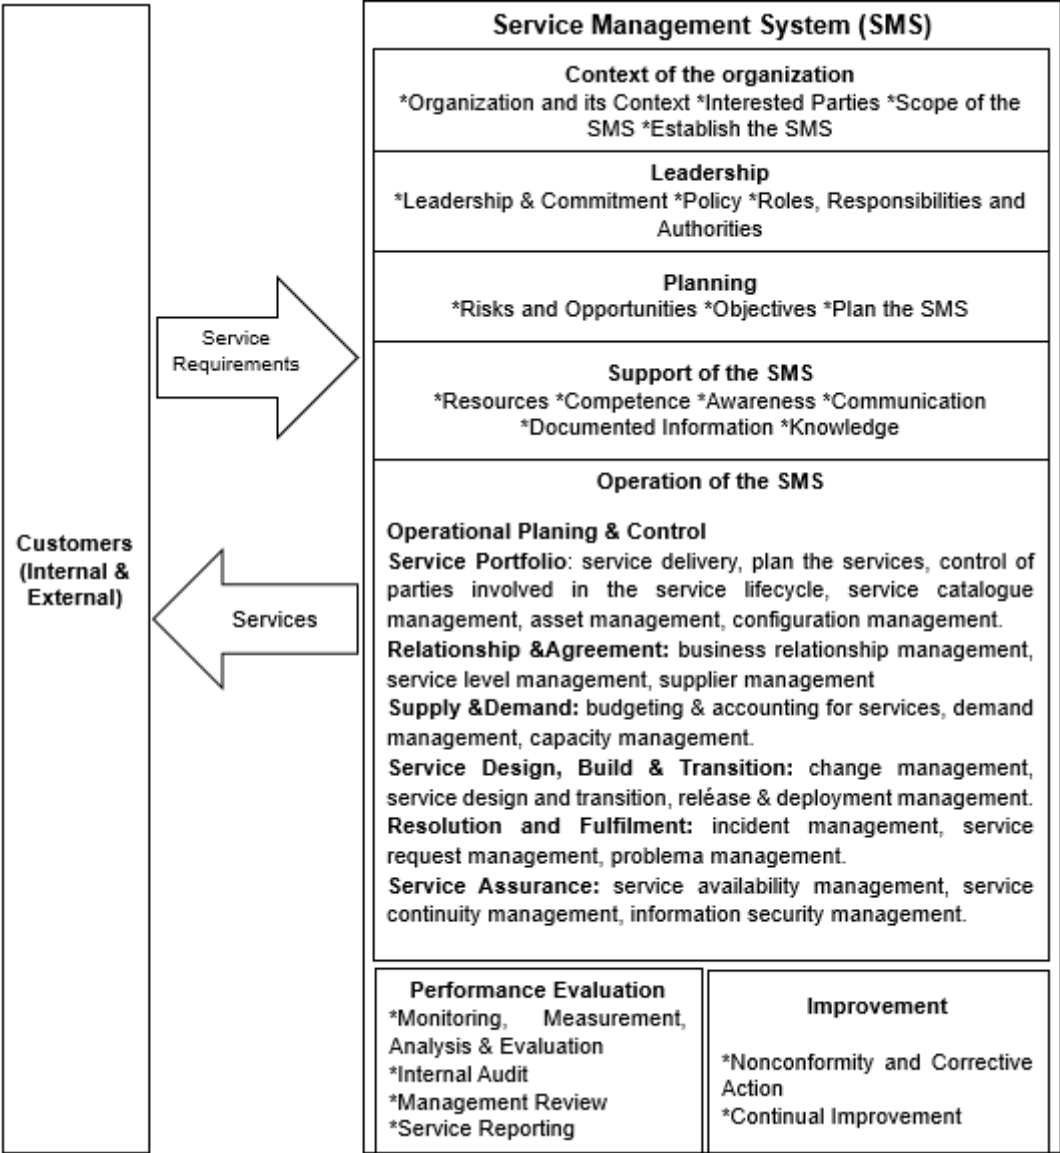 Service Management System (SMS)
Context of the organization
*Organization and its Context *Interested Parties *Scope of the
SMS *Establish the SMS
Leadership
*Leadership & Commitment *Policy *Roles, Responsibilities and
Authorities
Planning
*Risks and Opportunities *Objectives *Plan the SMS
Service
Requirements
Support of the SMS
*Resources *Competence *Awareness *Communication
*Documented Information *Knowledge
Operation of the SMS
Operational Planing & Control
Service Portfolio: service delivery, plan the services, control of
parties involved in the service lifecycle, service catalogue
management, asset management, configuration management.
Relationship &Agreement: business relationship management,
service level management, supplier management
Supply &Demand: budgeting & accounting for services, demand
management, capacity management.
Service Design, Build & Transition: change management,
service design and transition, reléase & deployment management.
Resolution and Fulfilment: incident management, service
request management, problema management.
Service Assurance: service availability management, service
continuity management, information security management.
Customers
(Internal &
External)
Services
Performance Evaluation
*Monitoring, Measurement,
Analysis & Evaluation
*Internal Audit
*Management Review
*Service Reporting
Improvement
*Nonconformity and Corrective
Action
*Continual Improvement